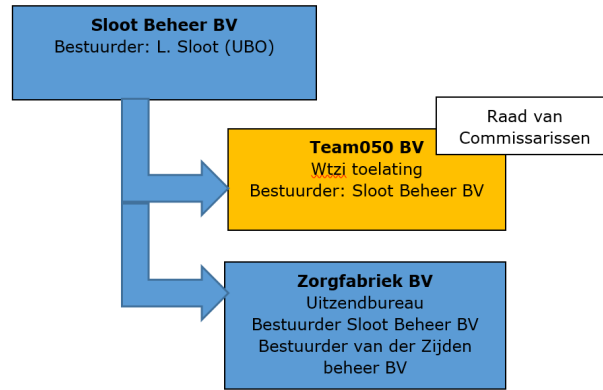 Sloot Beheer BV
Bestuurder: L. Sloot (UBO)
Raad van
Commissarissen
Team050 BV
Wtzi toelating
Bestuurder: Sloot Beheer BV
Zorgfabriek BV
Uitzendbureau
Bestuurder Sloot Beheer BV
Bestuurder van der Zijden
beheer BV